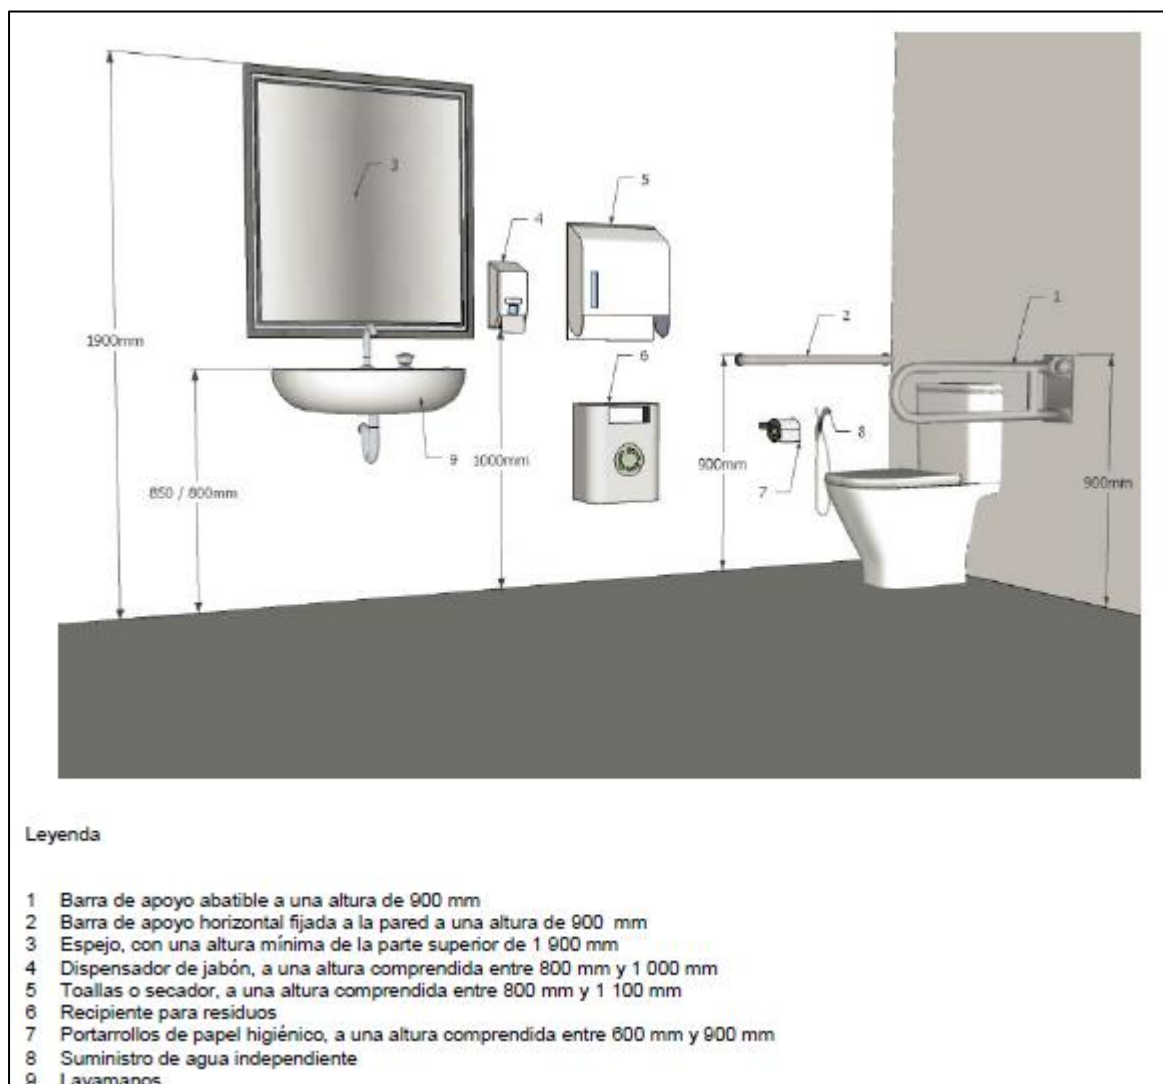 3
4
5
6
2
1
1900mm
9
1000mm
850 / 800mm
900mm
7
8
900mm
Leyenda
1 Barra de apoyo abatible a una altura de 900 mm
2 Barra de apoyo horizontal fijada a la pared a una altura de 900 mm
3 Espejo, con una altura mínima de la parte superior de 1 900 mm
4 Dispensador de jabón, a una altura comprendida entre 800 mm y 1 000 mm
5 Toallas o secador, a una altura comprendida entre 800 mm y 1 100 mm
6 Recipiente para residuos
7 Portarrollos de papel higiénico, a una altura comprendida entre 600 mm y 900 mm
8 Suministro de agua independiente
9 Lavamanos